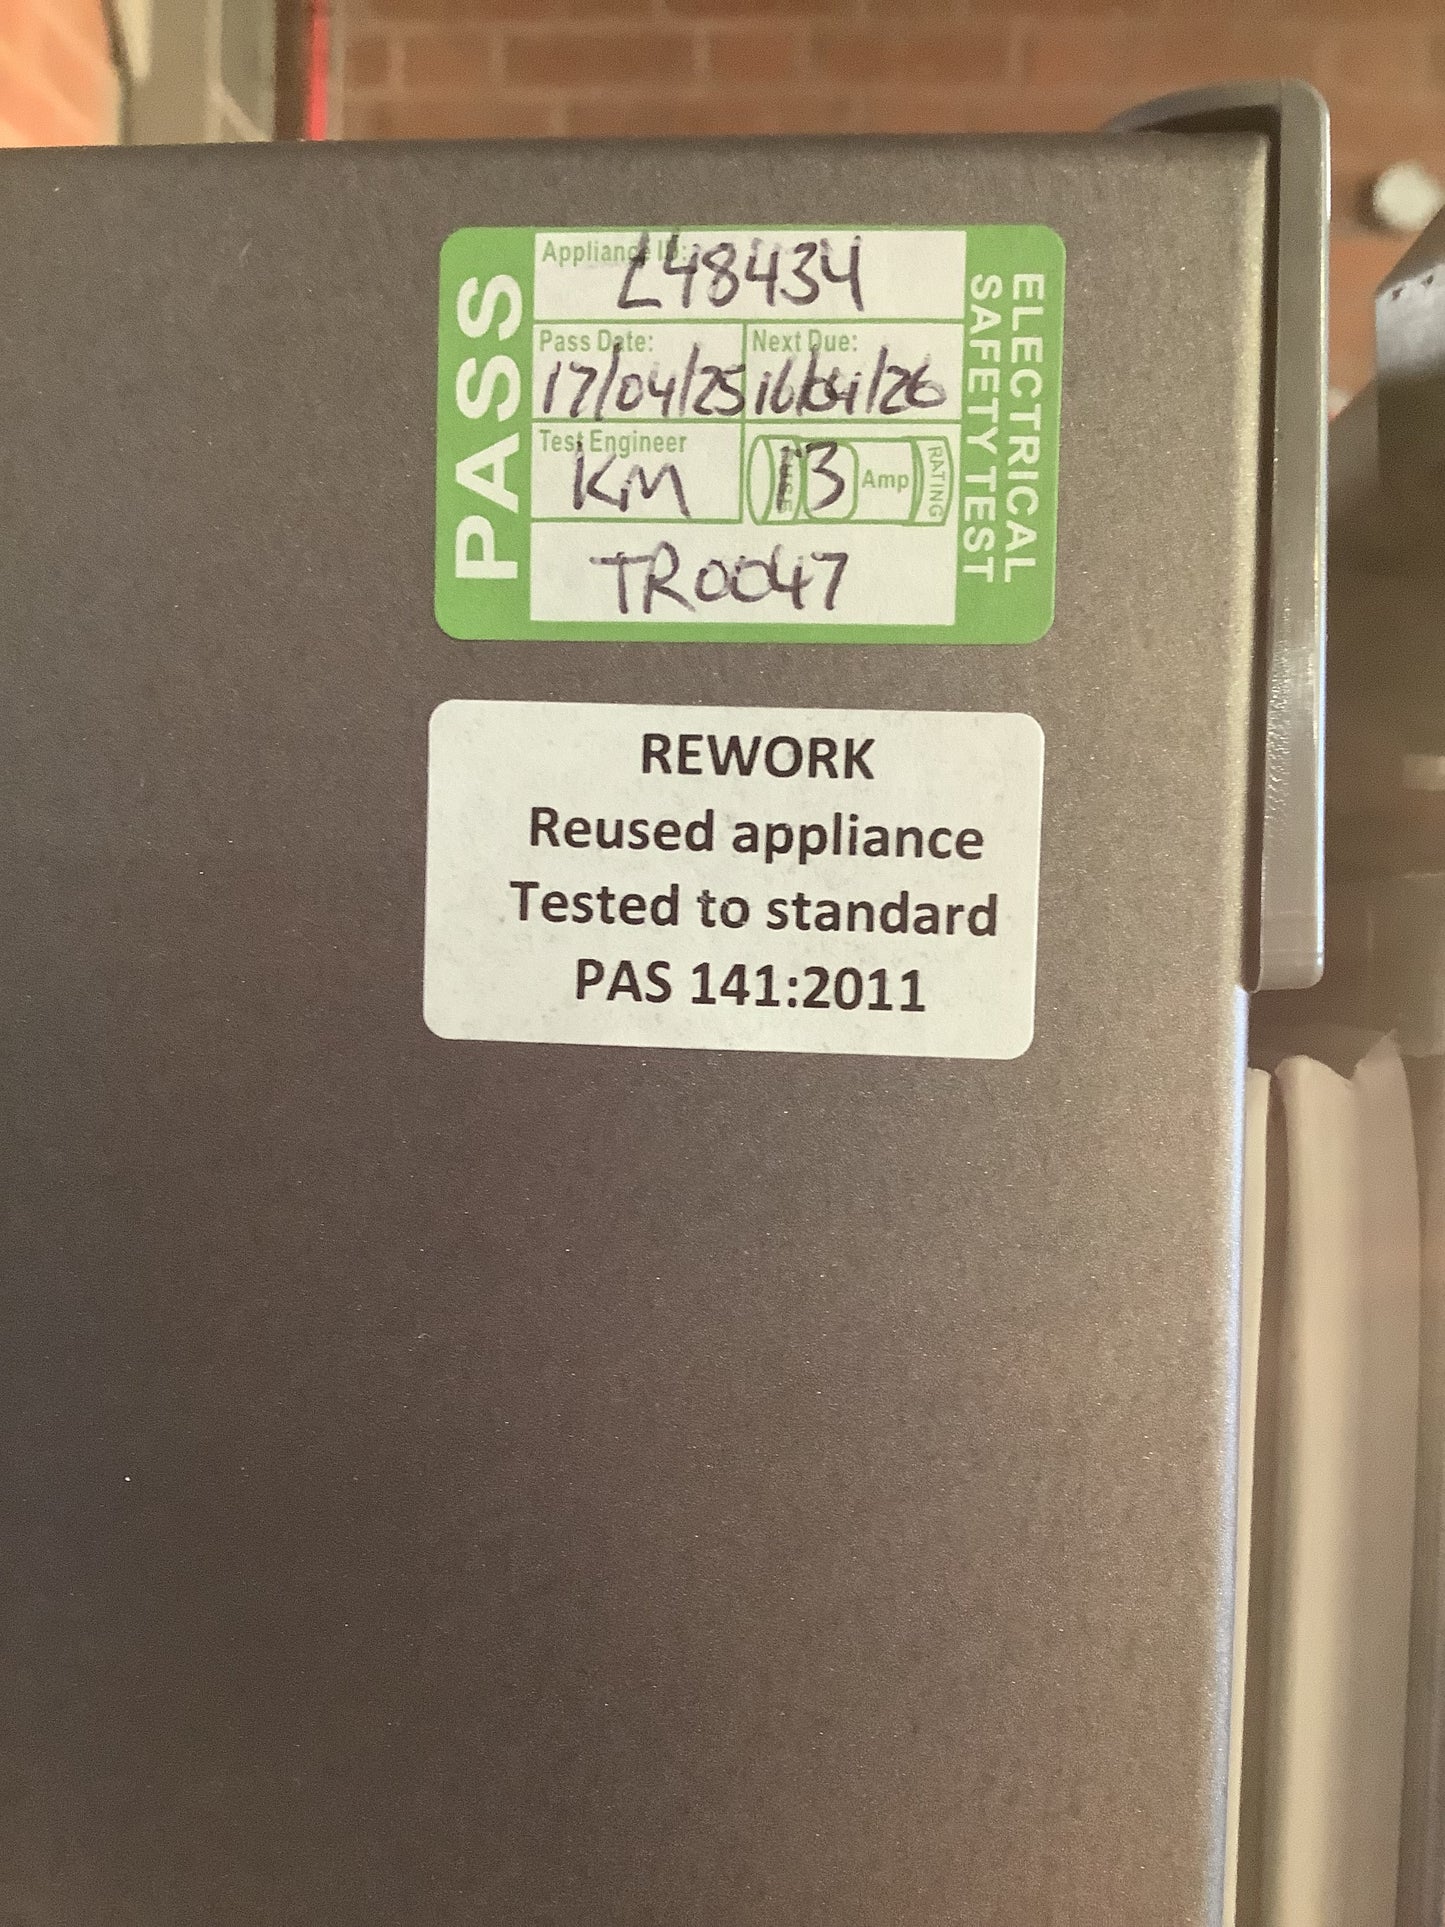 PASS
Appliance ID:
L48434
Pass Date:
17/04/25
Next Due:
16/04/26
Test Engineer
KM
FUSE
13
Amp
RATING
TR0047
ELECTRICAL
SAFETY TEST
REWORK
Reused appliance
Tested to standard
PAS 141:2011